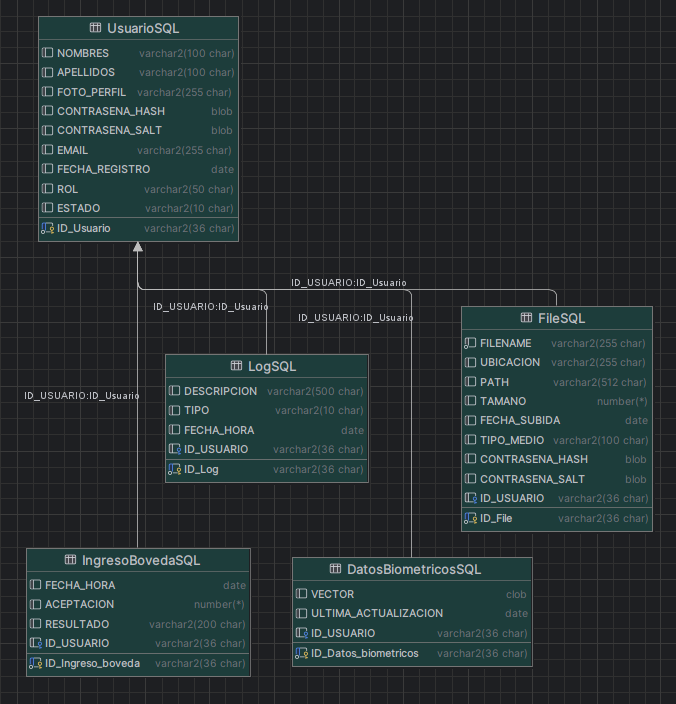 UsuarioSQL
NOMBRES varchar2(100 char)
APELLIDOS varchar2(100 char)
FOTO_PERFIL varchar2(255 char)
CONTRASENA_HASH blob
CONTRASENA_SALT blob
EMAIL varchar2(255 char)
FECHA_REGISTRO date
ROL varchar2(50 char)
ESTADO varchar2(10 char)
ID_Usuario varchar2(36 char)
ID_USUARIO:ID_Usuario
ID_USUARIO:ID_Usuario
ID_USUARIO:ID_Usuario
ID_USUARIO:ID_Usuario
FileSQL
FILENAME varchar2(255 char)
UBICACION varchar2(255 char)
PATH varchar2(512 char)
TAMANO number(*)
FECHA_SUBIDA date
TIPO_MEDIO varchar2(100 char)
CONTRASENA_HASH blob
CONTRASENA_SALT blob
ID_USUARIO varchar2(36 char)
ID_File varchar2(36 char)
LogSQL
DESCRIPCION varchar2(500 char)
TIPO varchar2(10 char)
FECHA_HORA date
ID_USUARIO varchar2(36 char)
ID_Log varchar2(36 char)
IngresoBovedaSQL
FECHA_HORA date
ACEPTACION number(*)
RESULTADO varchar2(200 char)
ID_USUARIO varchar2(36 char)
ID_Ingreso_boveda varchar2(36 char)
DatosBiometricosSQL
VECTOR clob
ULTIMA_ACTUALIZACION date
ID_USUARIO varchar2(36 char)
ID_Datos_biometricos varchar2(36 char)